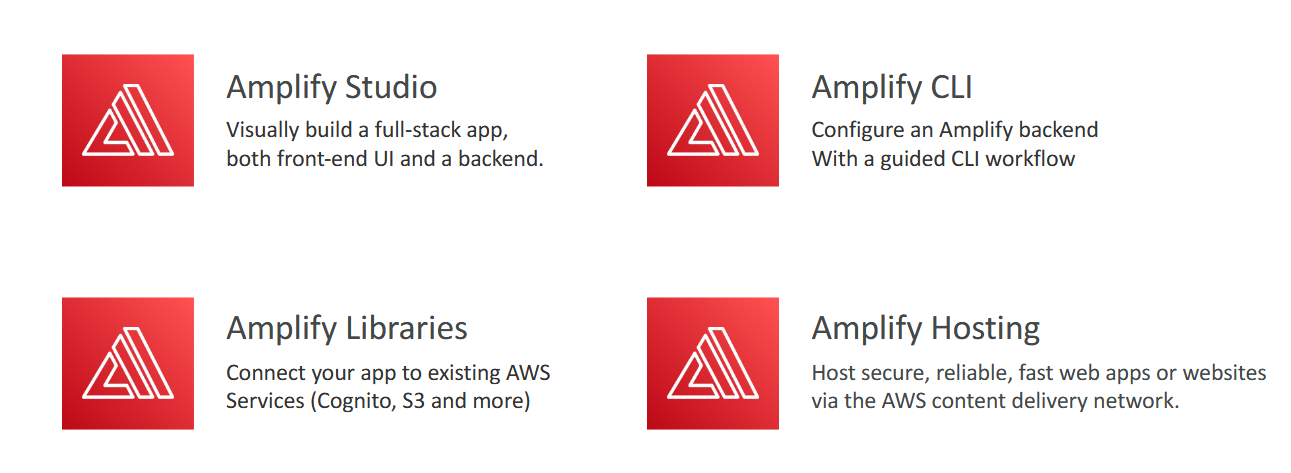 Amplify Studio
Visually build a full-stack app,
both front-end UI and a backend.
Amplify CLI
Configure an Amplify backend
With a guided CLI workflow
Amplify Libraries
Connect your app to existing AWS
Services (Cognito, S3 and more)
Amplify Hosting
Host secure, reliable, fast web apps or websites
via the AWS content delivery network.